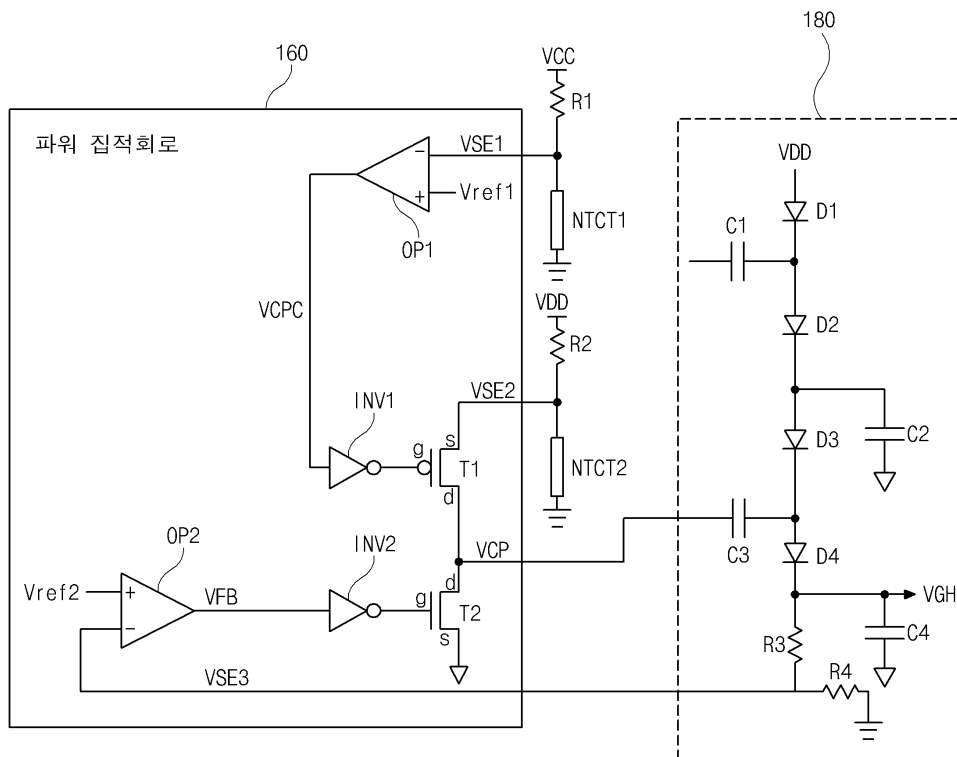 160
180
파워 집적회로
VCC
R1
VSE1
Vref1
OP1
NTCT1
VDD
D1
C1
VCPC
VDD
R2
D2
VSE2
INV1
g
s
d
T1
NTCT2
D3
C2
OP2
INV2
VCP
C3
D4
Vref2
VFB
g
d
s
T2
VGH
C4
R3
VSE3
R4